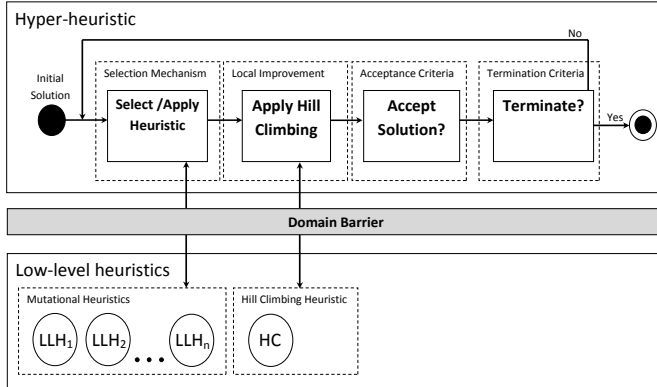 Hyper-heuristic
No
Initial
Solution
Selection Mechanism
Select /Apply
Heuristic
Local Improvement
Apply Hill
Climbing
Acceptance Criteria
Accept
Solution?
Termination Criteria
Terminate?
Yes
Domain Barrier
Low-level heuristics
Mutational Heuristics
LLH1 LLH2 ... LLHn
Hill Climbing Heuristic
HC